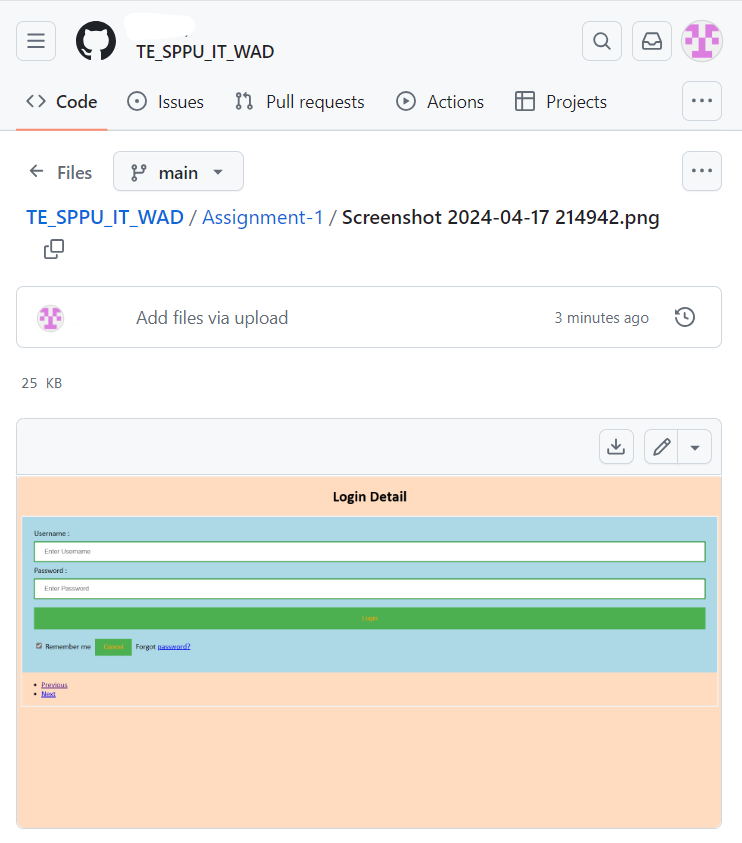 TE_SPPU_IT_WAD
Code Issues Pull requests Actions Projects
Files main
TE_SPPU_IT_WAD / Assignment-1 / Screenshot 2024-04-17 214942.png
Add files via upload 3 minutes ago
25 KB
Login Detail
Username :
Enter Username
Password :
Enter Password
Login
Remember me Cancel Forgot password?
Previous
Next